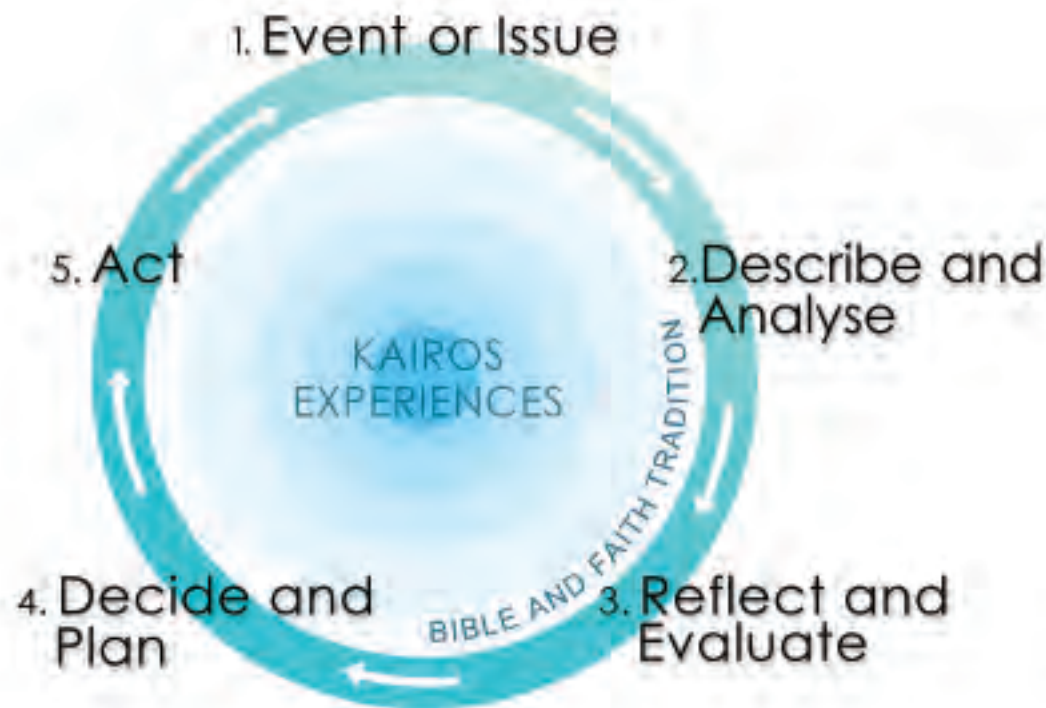 1. Event or Issue
2. Describe and
Analyse
3. Reflect and
Evaluate
4. Decide and
Plan
5. Act
KAIROS
EXPERIENCES
BIBLE AND FAITH TRADITION